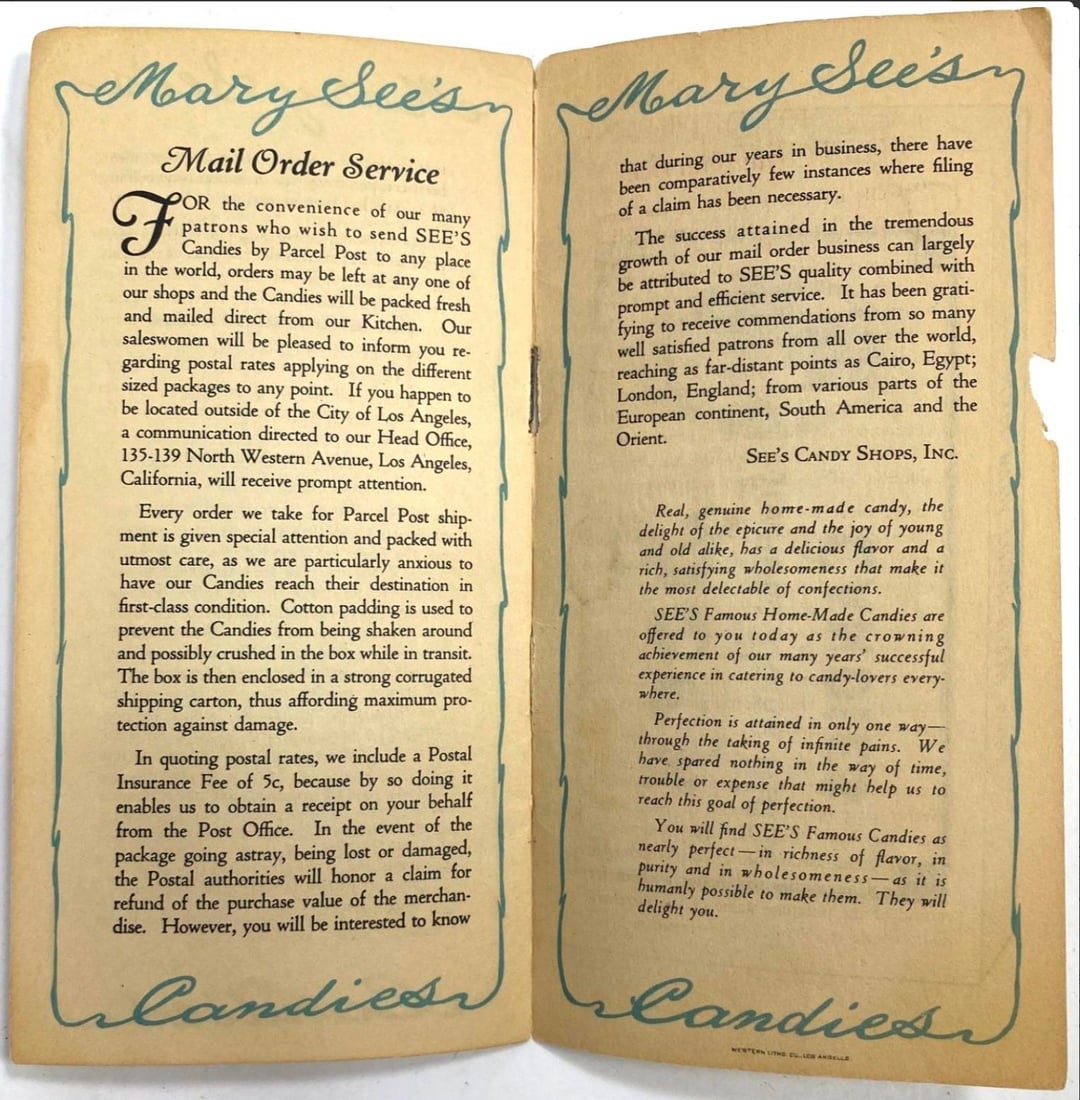 Mary See's
Mail Order Service
FOR the convenience of our many
patrons who wish to send SEE'S
Candies by Parcel Post to any place
in the world, orders may be left at any one of
our shops and the Candies will be packed fresh
and mailed direct from our Kitchen. Our
saleswomen will be pleased to inform you re-
garding postal rates applying on the different
sized packages to any point. If you happen to
be located outside of the City of Los Angeles,
a communication directed to our Head Office,
135-139 North Western Avenue, Los Angeles,
California, will receive prompt attention.
Every order we take for Parcel Post ship-
ment is given special attention and packed with
utmost care, as we are particularly anxious to
have our Candies reach their destination in
first-class condition. Cotton padding is used to
prevent the Candies from being shaken around
and possibly crushed in the box while in transit.
The box is then enclosed in a strong corrugated
shipping carton, thus affording maximum pro-
tection against damage.
In quoting postal rates, we include a Postal
Insurance Fee of 5c, because by so doing it
enables us to obtain a receipt on your behalf
from the Post Office. In the event of the
package going astray, being lost or damaged,
the Postal authorities will honor a claim for
refund of the purchase value of the merchan-
dise. However, you will be interested to know
Candies
Mary See's
that during our years in business, there have
been comparatively few instances where filing
of a claim has been necessary.
The success attained in the tremendous
growth of our mail order business can largely
be attributed to SEE'S quality combined with
prompt and efficient service. It has been grati-
fying to receive commendations from so many
well satisfied patrons from all over the world,
reaching as far-distant points as Cairo, Egypt;
London, England; from various parts of the
European continent, South America and the
Orient.
SEE'S CANDY SHOPS, INC.
Real, genuine home-made candy, the
delight of the epicure and the joy of young
and old alike, has a delicious flavor and a
rich, satisfying wholesomeness that make it
the most delectable of confections.
SEE'S Famous Home-Made Candies are
offered to you today as the crowning
achievement of our many years' successful
experience in catering to candy-lovers every-
where.
Perfection is attained in only one way—
through the taking of infinite pains. We
have spared nothing in the way of time,
trouble or expense that might help us to
reach this goal of perfection.
You will find SEE'S Famous Candies as
nearly perfect—in richness of flavor, in
purity and in wholesomeness—as it is
humanly possible to make them. They will
delight you.
Candies
WESTERN LITHO. CO., LOS ANGELES